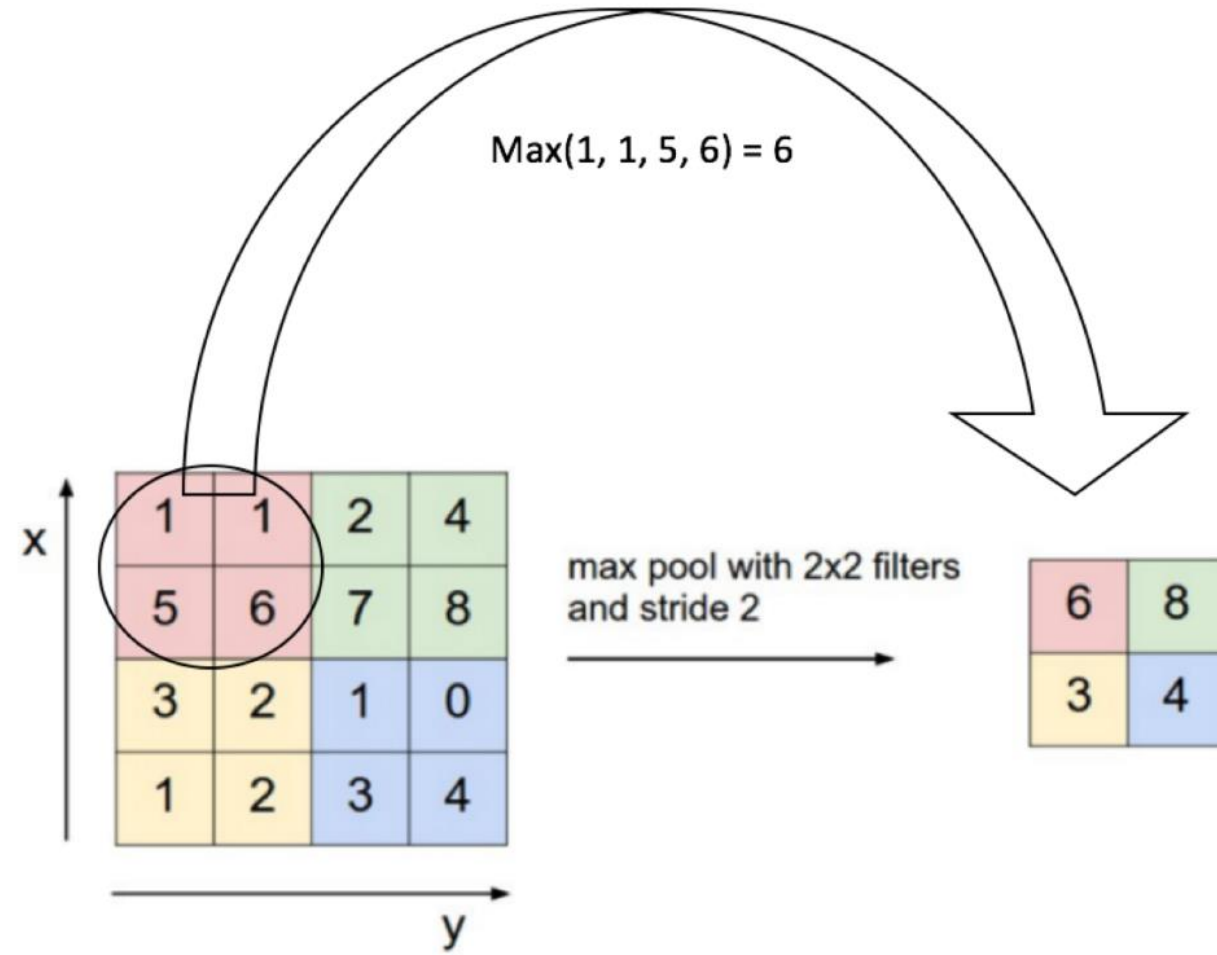 Max(1, 1, 5, 6) = 6
x
1 1 2 4
5 6 7 8
3 2 1 0
1 2 3 4
y
max pool with 2x2 filters
and stride 2
6 8
3 4